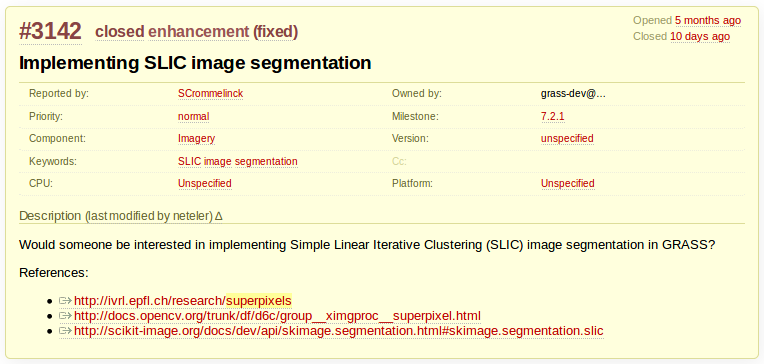 #3142 closed enhancement (fixed)
Opened 5 months ago
Closed 10 days ago
Implementing SLIC image segmentation
Reported by: SCrommelinck Owned by: grass-dev@…
Priority: normal Milestone: 7.2.1
Component: Imagery Version: unspecified
Keywords: SLIC image segmentation Cc:
CPU: Unspecified Platform: Unspecified
Description (last modified by neteler) Δ
Would someone be interested in implementing Simple Linear Iterative Clustering (SLIC) image segmentation in GRASS?
References:
• http://ivrl.epfl.ch/research/superpixels
• http://docs.opencv.org/trunk/df/d6c/group__ximgproc__superpixel.html
• http://scikit-image.org/docs/dev/api/skimage.segmentation.html#skimage.segmentation.slic